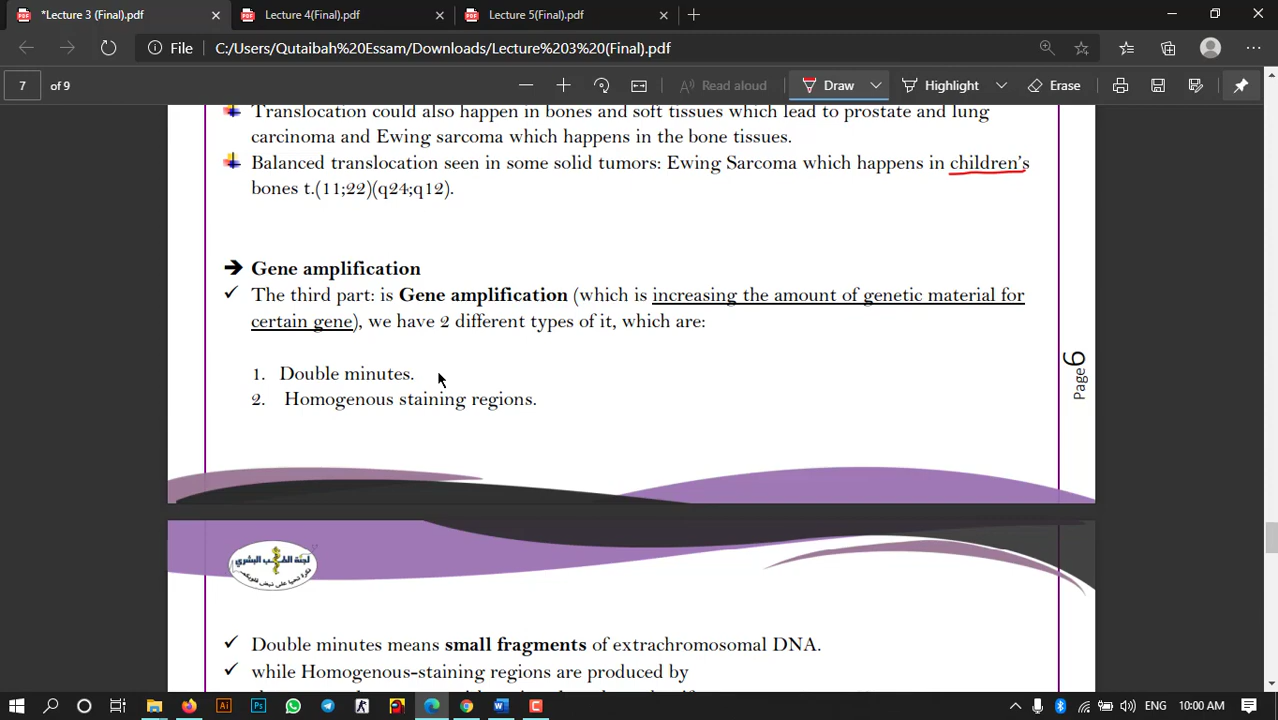 *Lecture 3 (Final).pdf
Lecture 4(Final).pdf
Lecture 5(Final).pdf
File
C:/Users/Qutaibah%20Essam/Downloads/Lecture%203%20(Final).pdf
7 of 9
Read aloud
Draw
Highlight
Erase
Translocation could also happen in bones and soft tissues which lead to prostate and lung
carcinoma and Ewing sarcoma which happens in the bone tissues.
Balanced translocation seen in some solid tumors: Ewing Sarcoma which happens in children's
bones t.(11;22)(q24;q12).
➔ Gene amplification
✓ The third part: is Gene amplification (which is increasing the amount of genetic material for
certain gene), we have 2 different types of it, which are:
1. Double minutes.
2. Homogenous staining regions.
Page6
لجنة الطب البشري
✓ Double minutes means small fragments of extrachromosomal DNA.
✓ while Homogenous-staining regions are produced by
Ai
Ps
W
ENG
10:00 AM